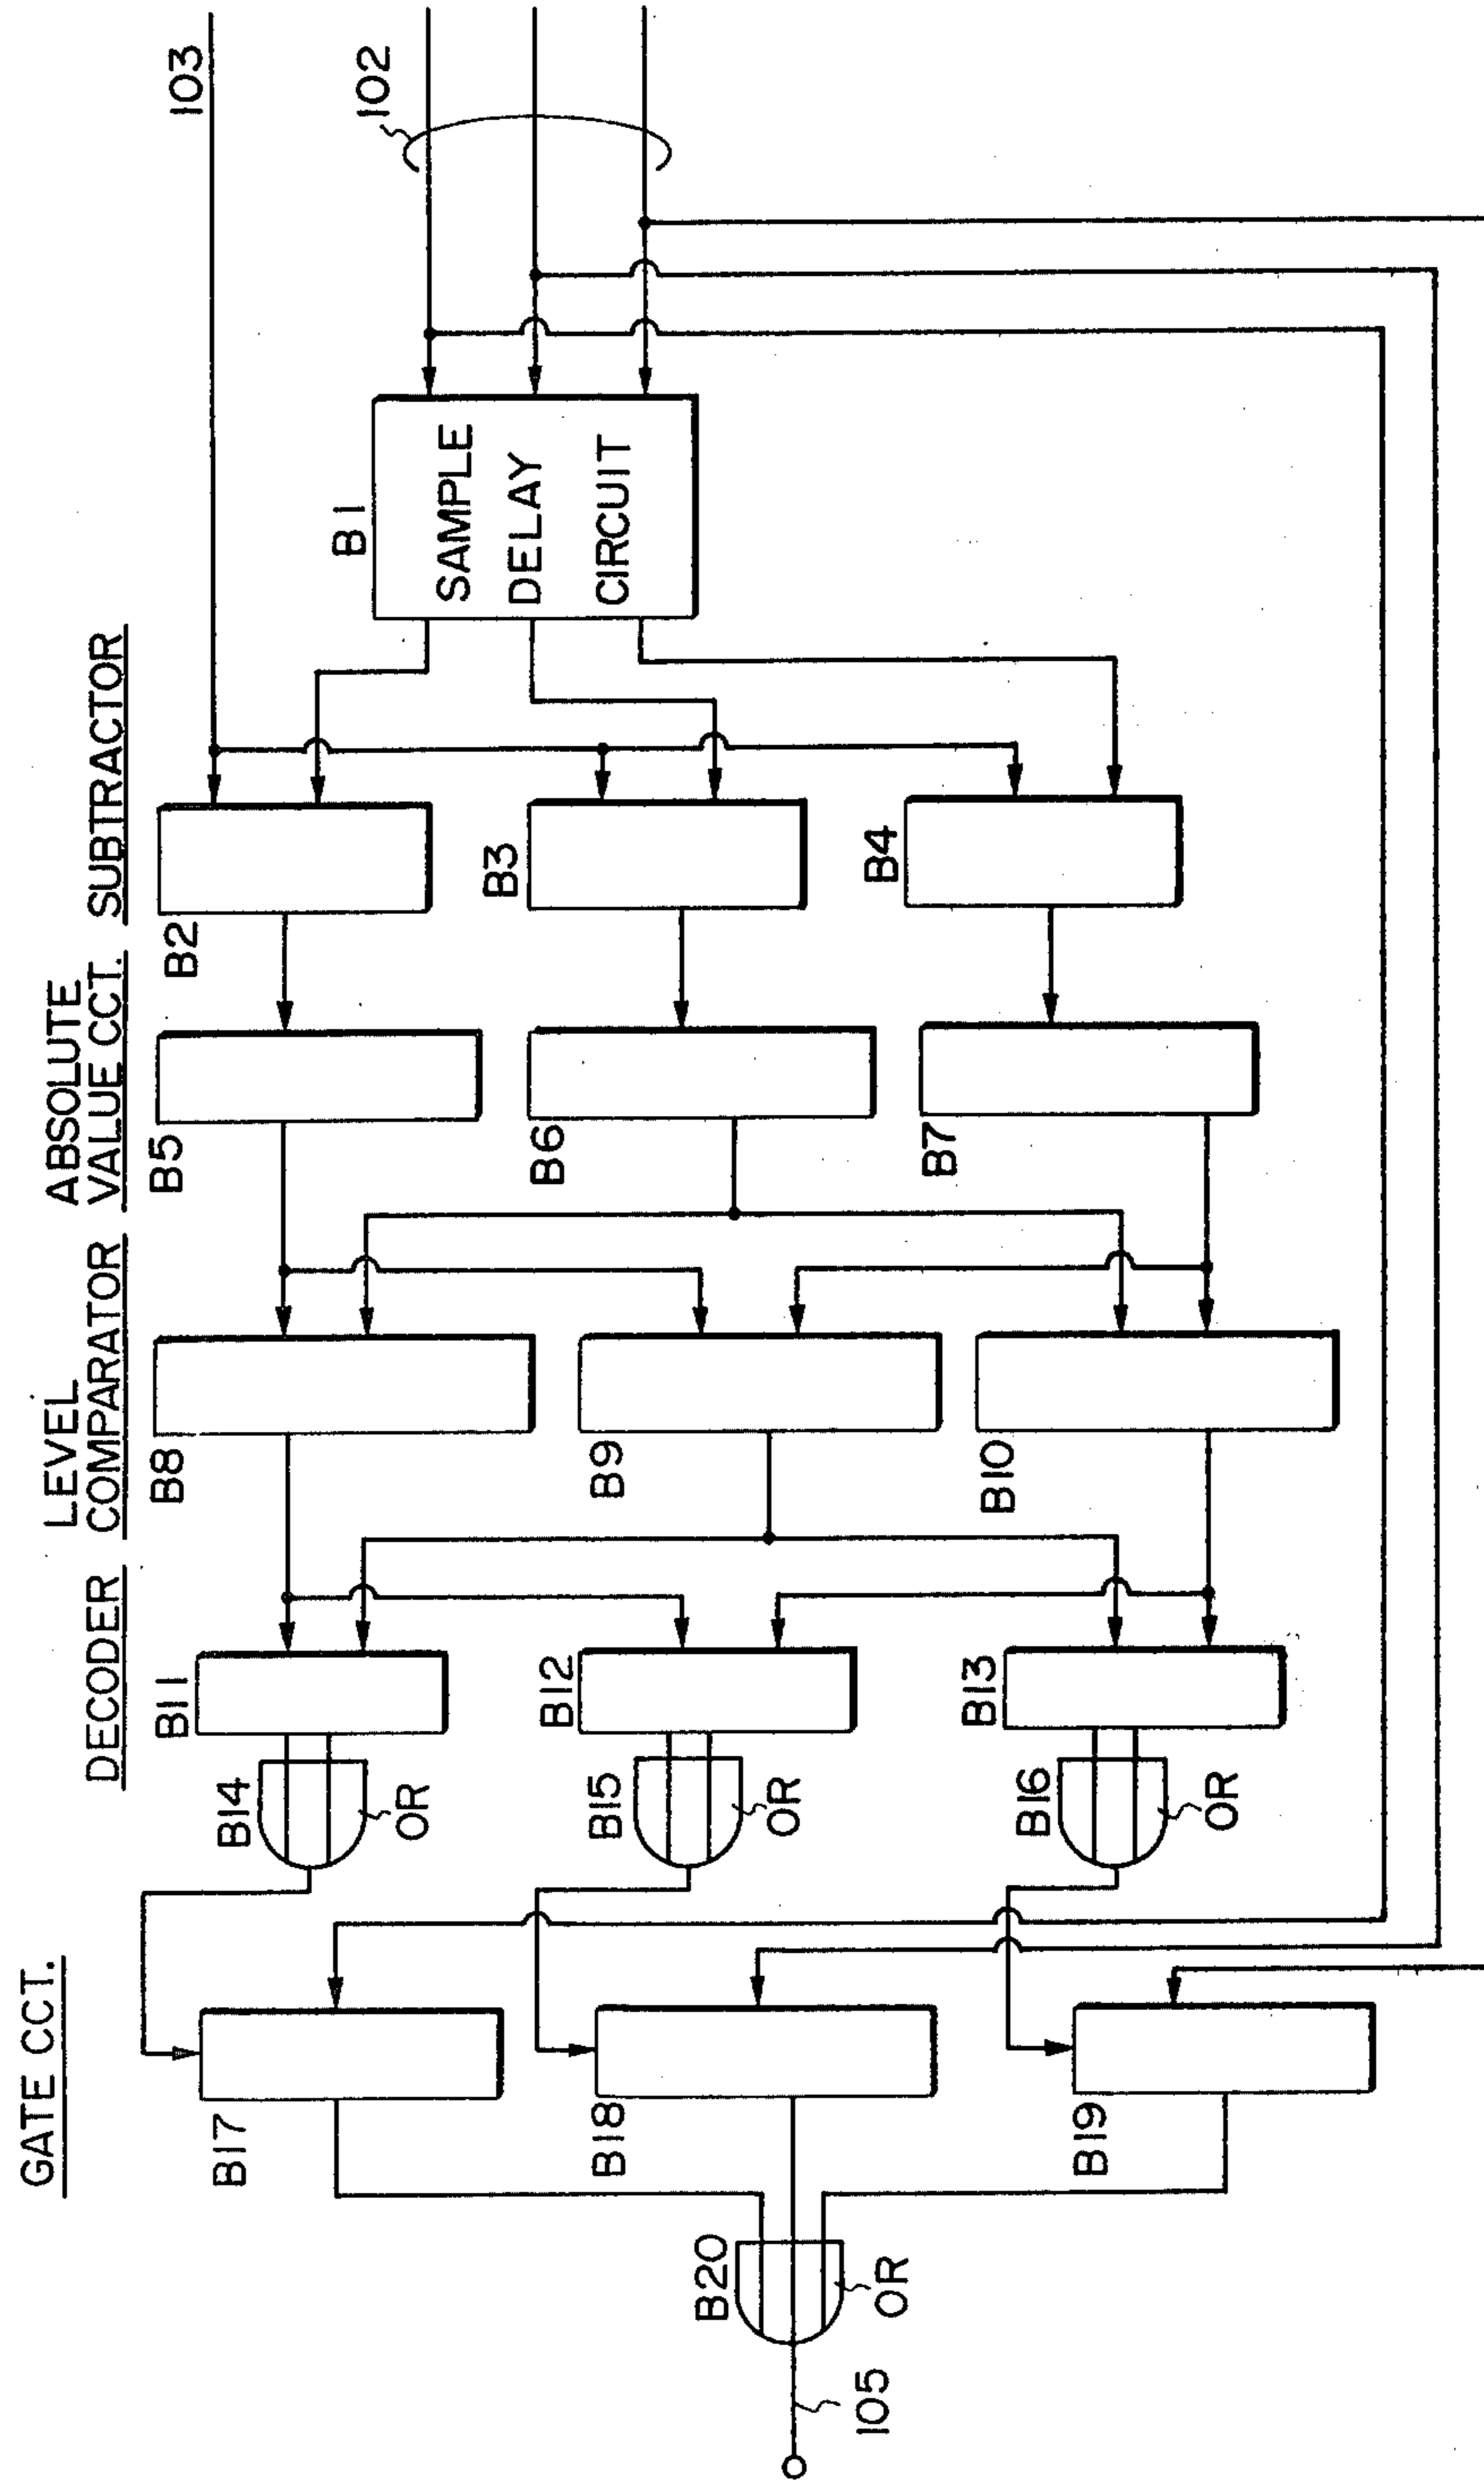 103
102
B1
SAMPLE
DELAY
CIRCUIT
SUBTRACTOR
B2
B3
B4
ABSOLUTE
VALUE CCT.
B5
B6
B7
LEVEL
COMPARATOR
B8
B9
B10
DECODER
B11
B12
B13
B14
OR
B15
OR
B16
OR
GATE CCT.
B17
B18
B19
B20
OR
105